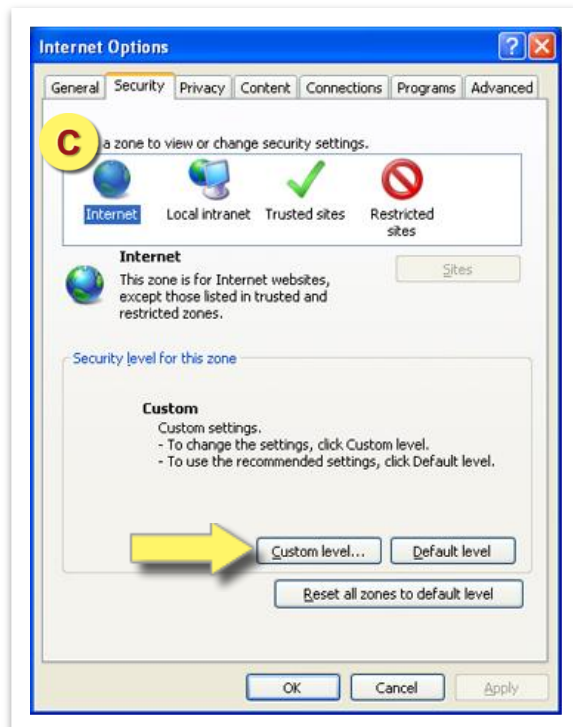 Internet Options
General Security Privacy Content Connections Programs Advanced
C
a zone to view or change security settings.
Internet Local intranet Trusted sites Restricted
sites
Internet
Sites
This zone is for Internet websites,
except those listed in trusted and
restricted zones.
Security level for this zone
Custom
Custom settings.
- To change the settings, click Custom level.
- To use the recommended settings, click Default level.
Custom level... Default level
Reset all zones to default level
OK Cancel Apply